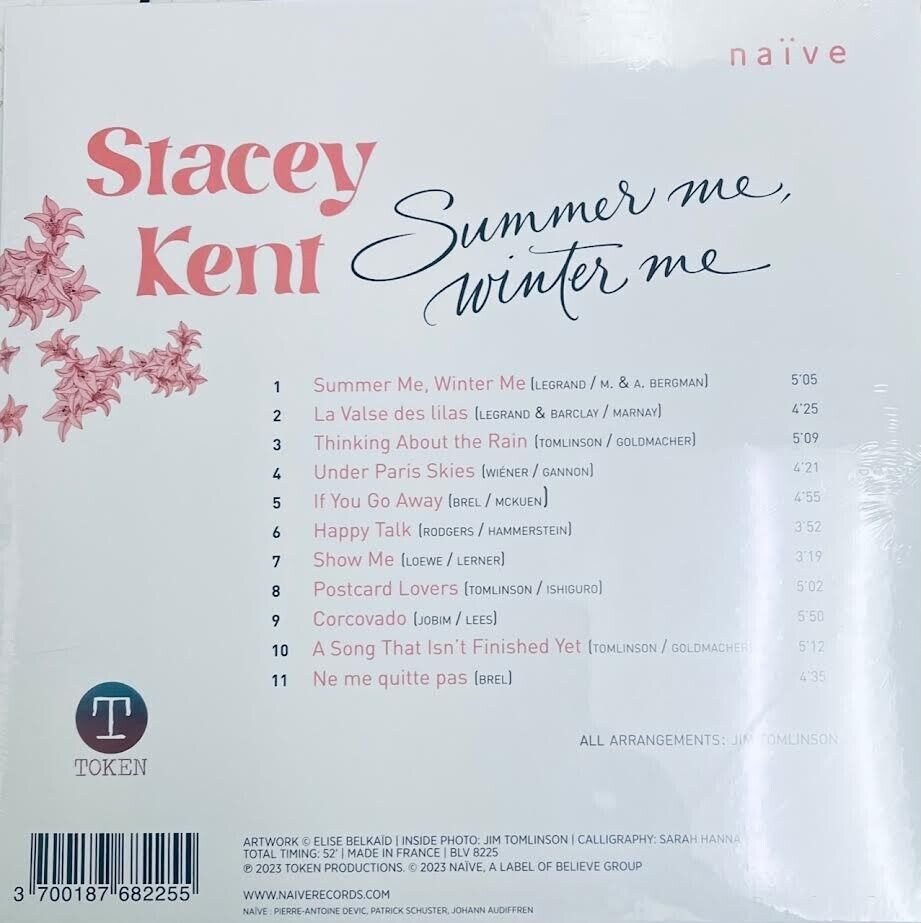 naïve
Stacey
Kent
Summer me,
winter me
1 Summer Me, Winter Me (LEGRAND / M. & A. BERGMAN) 5'05
2 La Valse des lilas (LEGRAND & BARCLAY / MARNAY) 4'25
3 Thinking About the Rain (TOMLINSON / GOLDMACHER) 5'09
4 Under Paris Skies (WIÉNER / GANNON) 4'21
5 If You Go Away (BREL / MCKUEN) 4'55
6 Happy Talk (RODGERS / HAMMERSTEIN) 3'52
7 Show Me (LOEWE / LERNER) 3'19
8 Postcard Lovers (TOMLINSON / ISHIGURO) 5'02
9 Corcovado (JOBIM / LEES) 5'50
10 A Song That Isn't Finished Yet (TOMLINSON / GOLDMACHER) 5'12
11 Ne me quitte pas (BREL) 4'35
ALL ARRANGEMENTS: JIM TOMLINSON
T
TOKEN
ARTWORK © ELISE BELKAÏD | INSIDE PHOTO: JIM TOMLINSON | CALLIGRAPHY: SARAH HANNA
TOTAL TIMING: 52' | MADE IN FRANCE | BLV 8225
℗ 2023 TOKEN PRODUCTIONS. © 2023 NAÏVE, A LABEL OF BELIEVE GROUP
WWW.NAIVERECORDS.COM
NAÏVE : PIERRE-ANTOINE DEVIC, PATRICK SCHUSTER, JOHANN AUDIFFREN
3 700187 682255